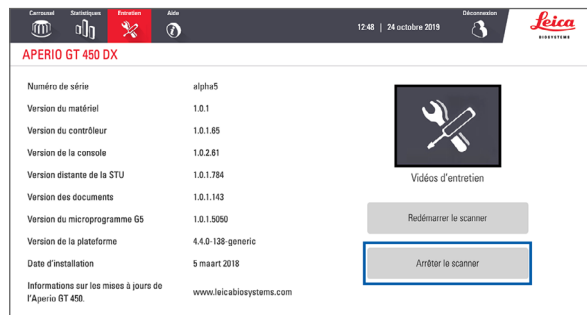 Carrousel Statistiques Entretien Aide Déconnexion
12:48 | 24 octobre 2019
Leica
BIOSYSTEMS
APERIO GT 450 DX
Numéro de série alpha5
Version du matériel 1.0.1
Version du contrôleur 1.0.1.65
Version de la console 1.0.2.61
Version distante de la STU 1.0.1.784
Version des documents 1.0.1.143
Version du microprogramme G5 1.0.1.5050
Version de la plateforme 4.4.0-138-generic
Date d'installation 5 maart 2018
Informations sur les mises à jours de
l'Aperio GT 450. www.leicabiosystems.com
Vidéos d'entretien
Redémarrer le scanner
Arrêter le scanner